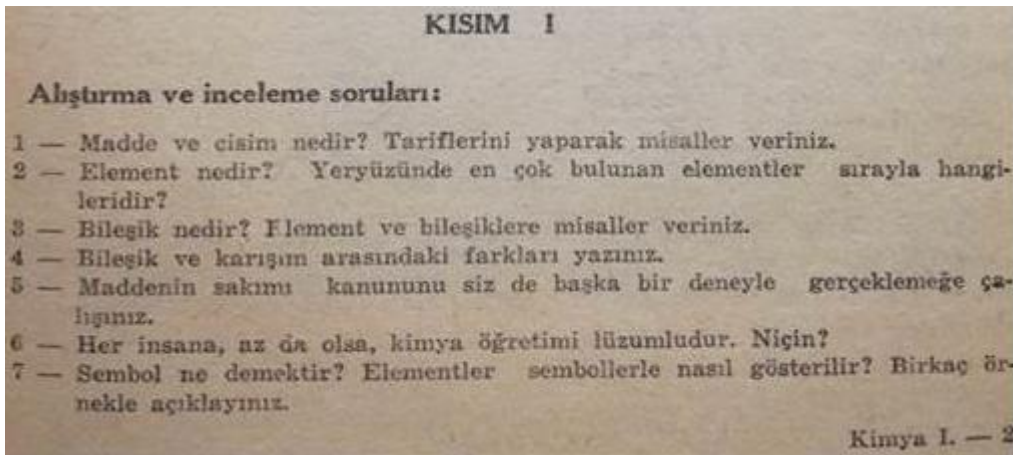 KISIM I
Alıştırma ve inceleme soruları:
1 — Madde ve cisim nedir? Tariflerini yaparak misaller veriniz.
2 — Element nedir? Yeryüzünde en çok bulunan elementler sırayla hangi-
leridir?
3 — Bileşik nedir? Element ve bileşiklere misaller veriniz.
4 — Bileşik ve karışım arasındaki farkları yazınız.
5 — Maddenin sakımı kanununu siz de başka bir deneyle gerçeklemeğe ça-
lışınız.
6 — Her insana, az da olsa, kimya öğretimi lüzumludur. Niçin?
7 — Sembol ne demektir? Elementler sembollerle nasıl gösterilir? Birkaç ör-
nekle açıklayınız.
Kimya I. — 2